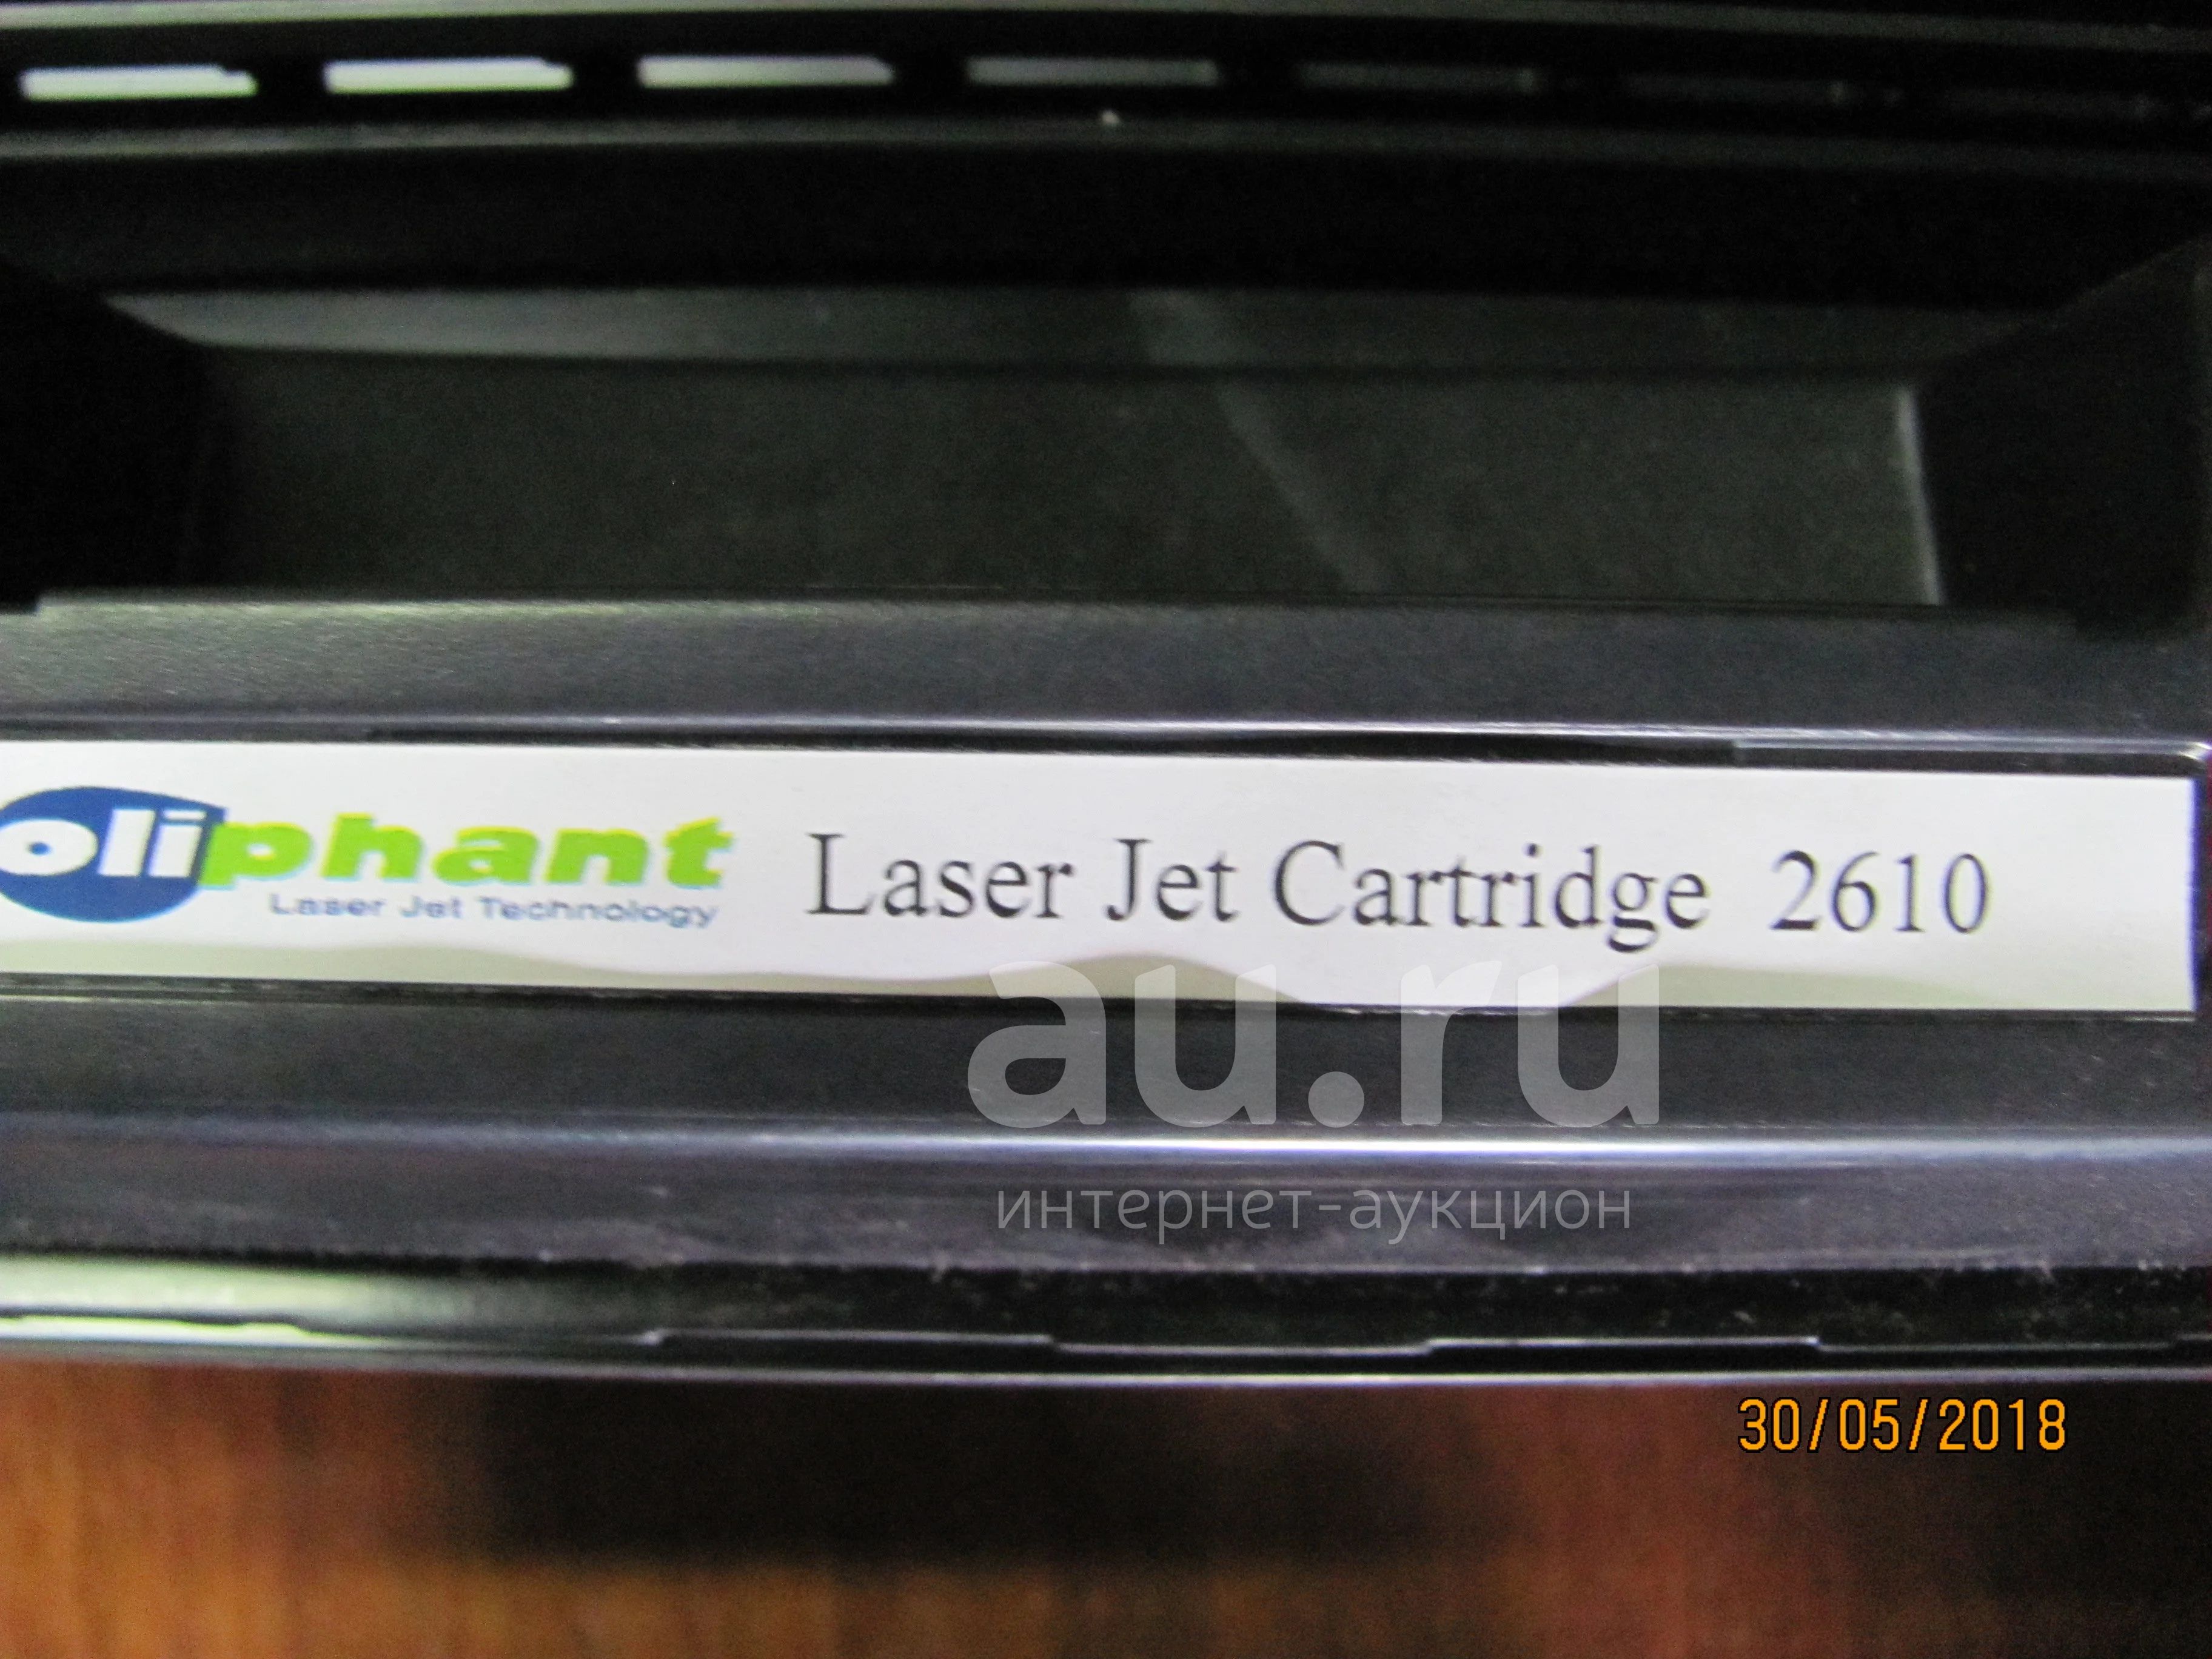 oliphant Laser Jet Cartridge 2610
Laser Jet Technology
au.ru
интернет-аукцион
30/05/2018